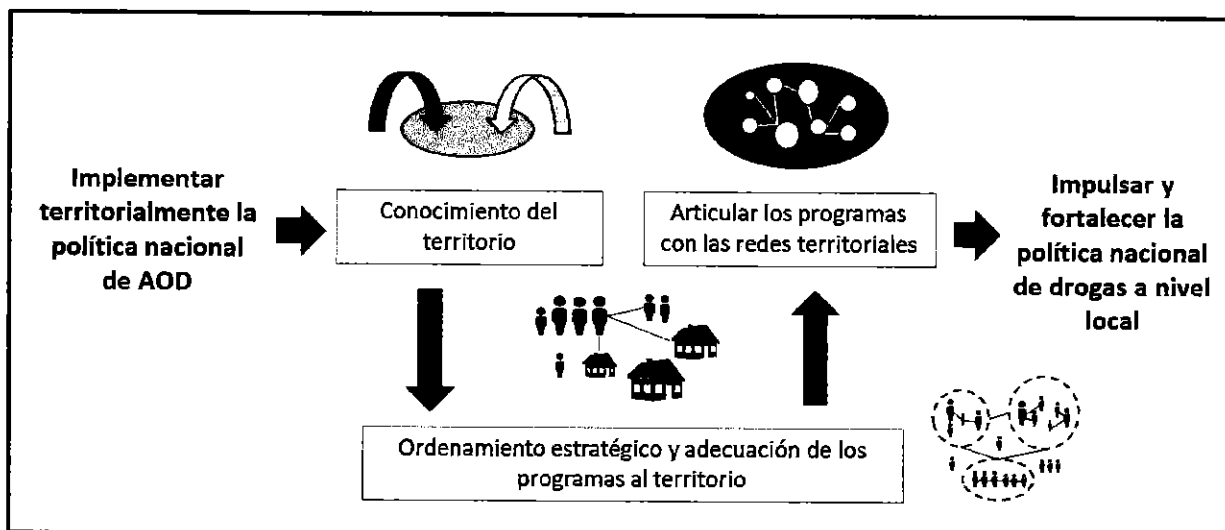 Implementar
territorialmente la
política nacional
de AOD
Conocimiento del
territorio
Articular los programas
con las redes territoriales
Impulsar y
fortalecer la
política nacional
de drogas a nivel
local
Ordenamiento estratégico y adecuación de los
programas al territorio